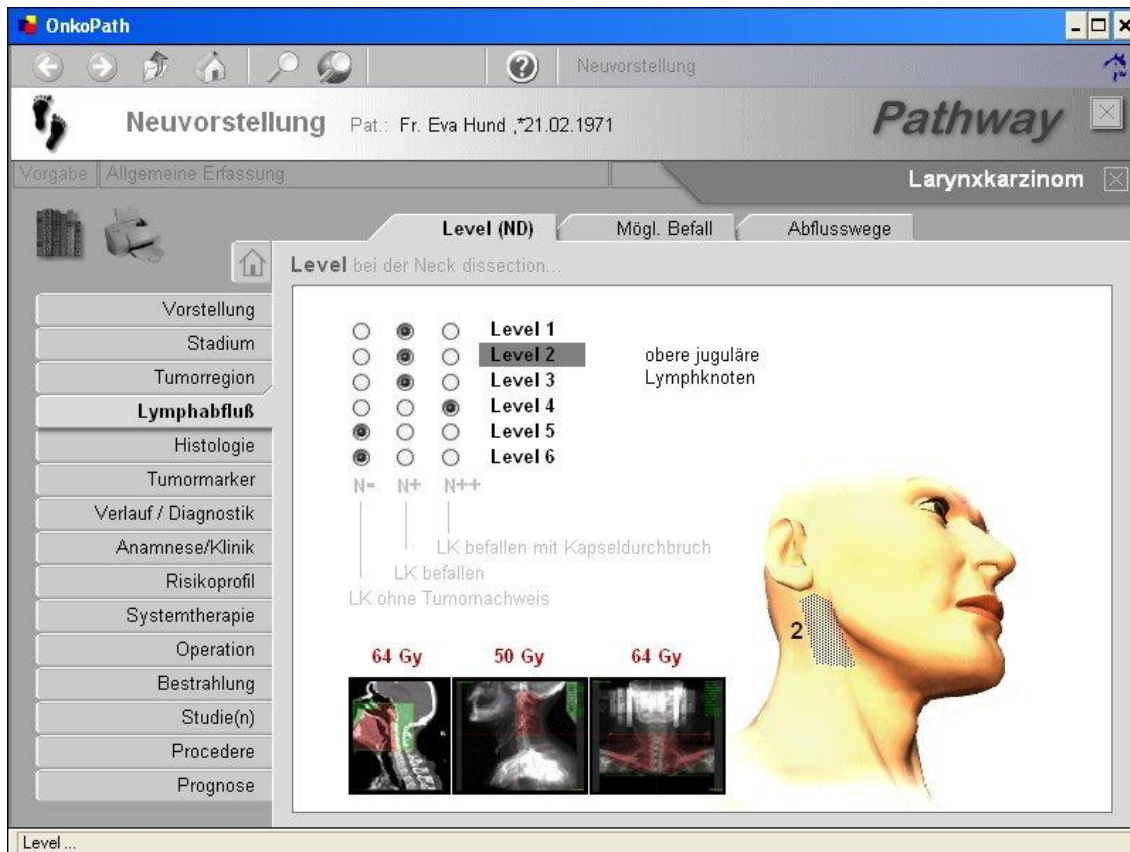 OnkoPath
Neuvorstellung
Neuvorstellung Pat.: Fr. Eva Hund ,*21.02.1971
Pathway
Vorgabe Allgemeine Erfassung
Larynxkarzinom
Level (ND) Mögl. Befall Abflusswege
Level bei der Neck dissection...
Vorstellung
Stadium
Tumorregion
Lymphabfluß
Histologie
Tumormarker
Verlauf / Diagnostik
Anamnese/Klinik
Risikoprofil
Systemtherapie
Operation
Bestrahlung
Studie(n)
Procedere
Prognose
Level 1
Level 2
Level 3
Level 4
Level 5
Level 6
obere juguläre
Lymphknoten
N- N+ N++
LK befallen mit Kapseldurchbruch
LK befallen
LK ohne Tumornachweis
64 Gy 50 Gy 64 Gy
2
Level ...